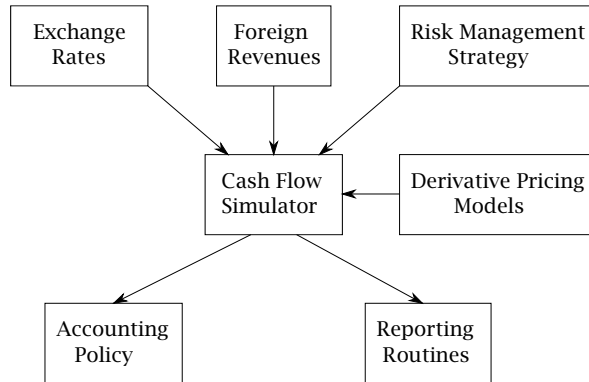 Exchange
Rates
Foreign
Revenues
Risk Management
Strategy
Cash Flow
Simulator
Derivative Pricing
Models
Accounting
Policy
Reporting
Routines